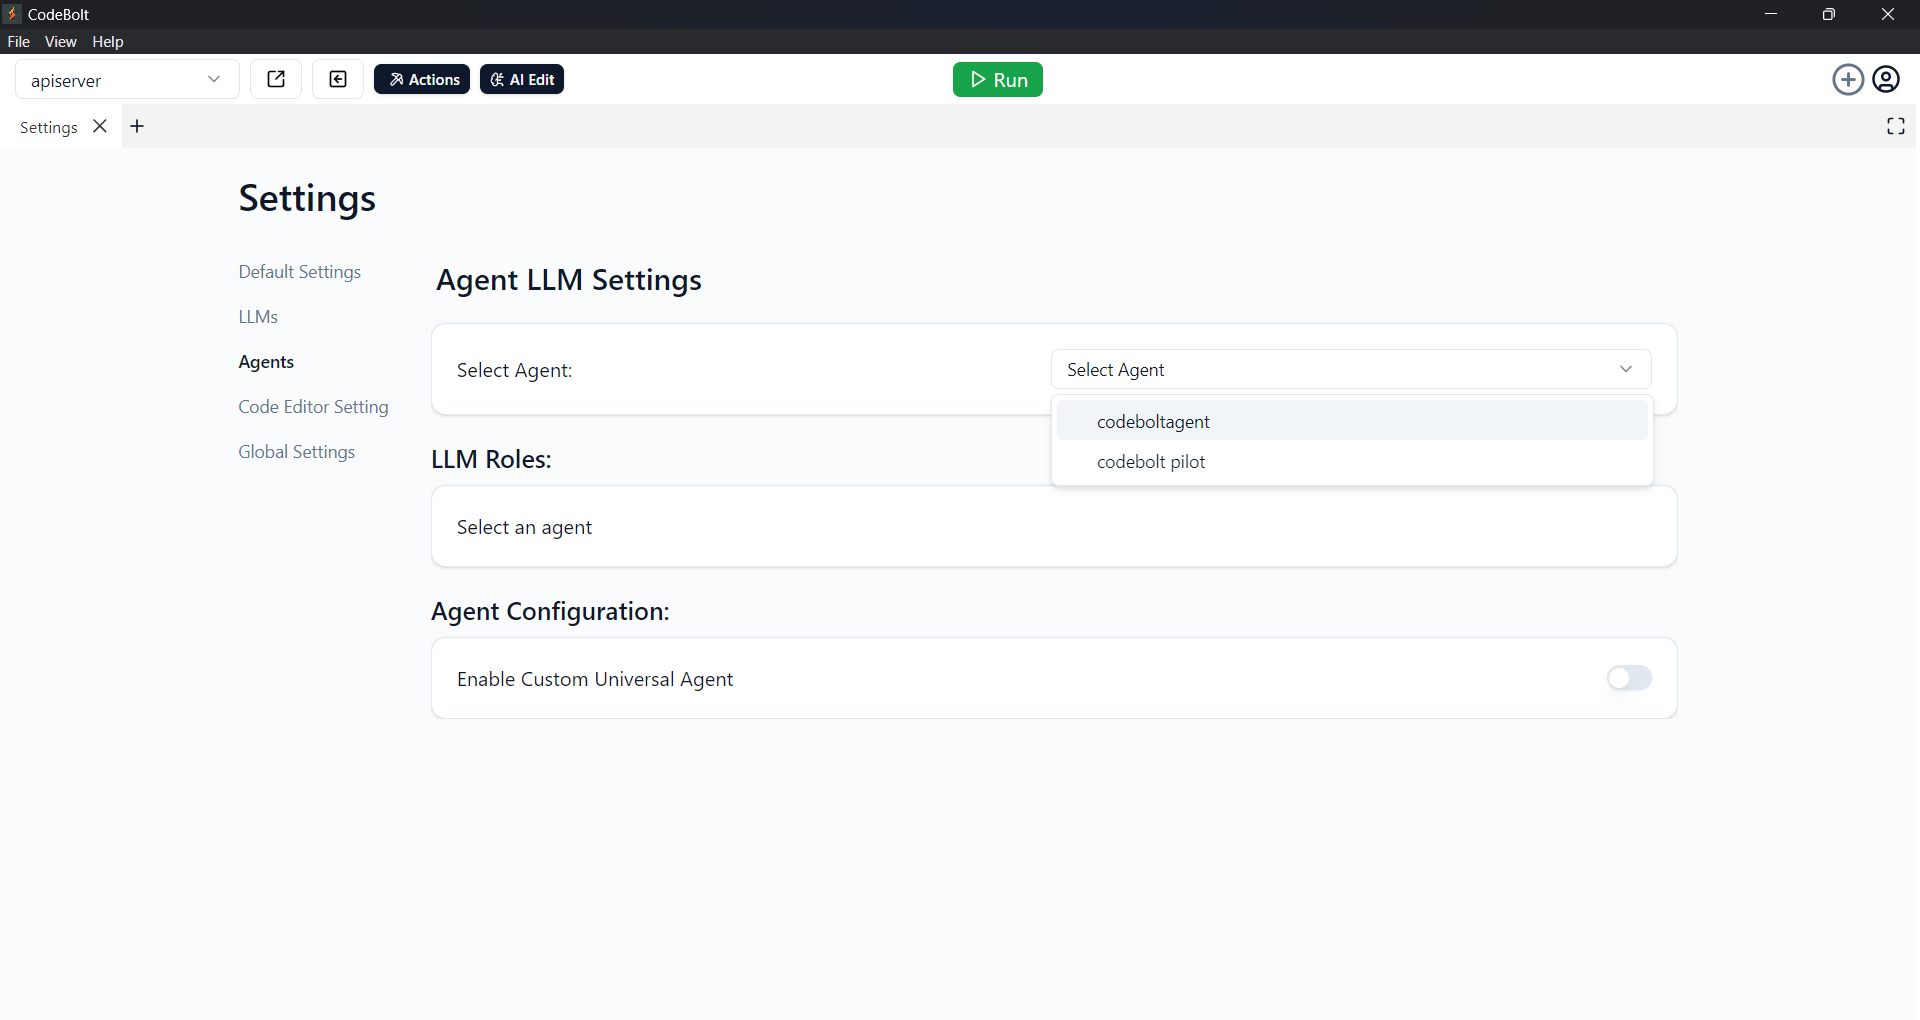 CodeBolt
File View Help
apiserver
Actions
AI Edit
Run
Settings
Settings
Default Settings
LLMs
Agents
Code Editor Setting
Global Settings
Agent LLM Settings
Select Agent:
Select Agent
codeboltagent
codebolt pilot
LLM Roles:
Select an agent
Agent Configuration:
Enable Custom Universal Agent